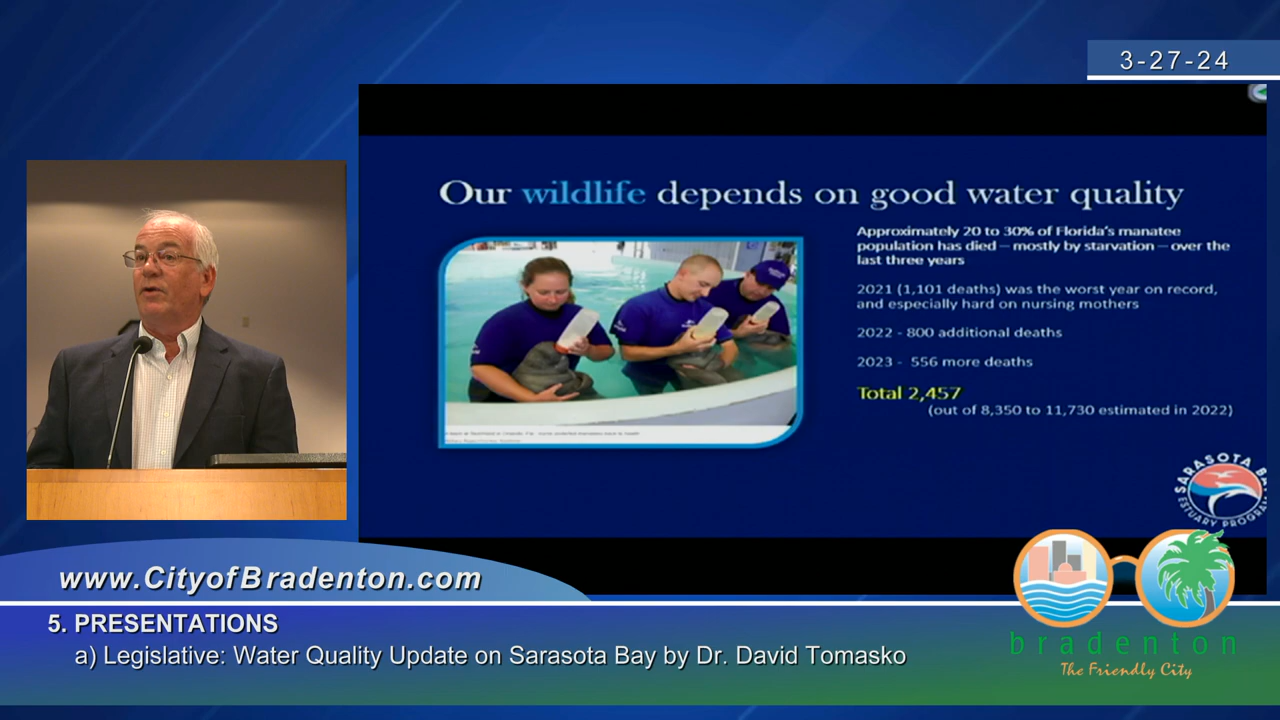 3-27-24
Our wildlife depends on good water quality
Approximately 20 to 30% of Florida's manatee
population has died – mostly by starvation – over the
last three years
2021 (1,101 deaths) was the worst year on record,
and especially hard on nursing mothers
2022 - 800 additional deaths
2023 - 556 more deaths
Total 2,457
(out of 8,350 to 11,730 estimated in 2022)
SARASOTA
ESTUARY
www.CityofBradenton.com
5. PRESENTATIONS
a) Legislative: Water Quality Update on Sarasota Bay by Dr. David Tomasko
bradenton
The Friendly City